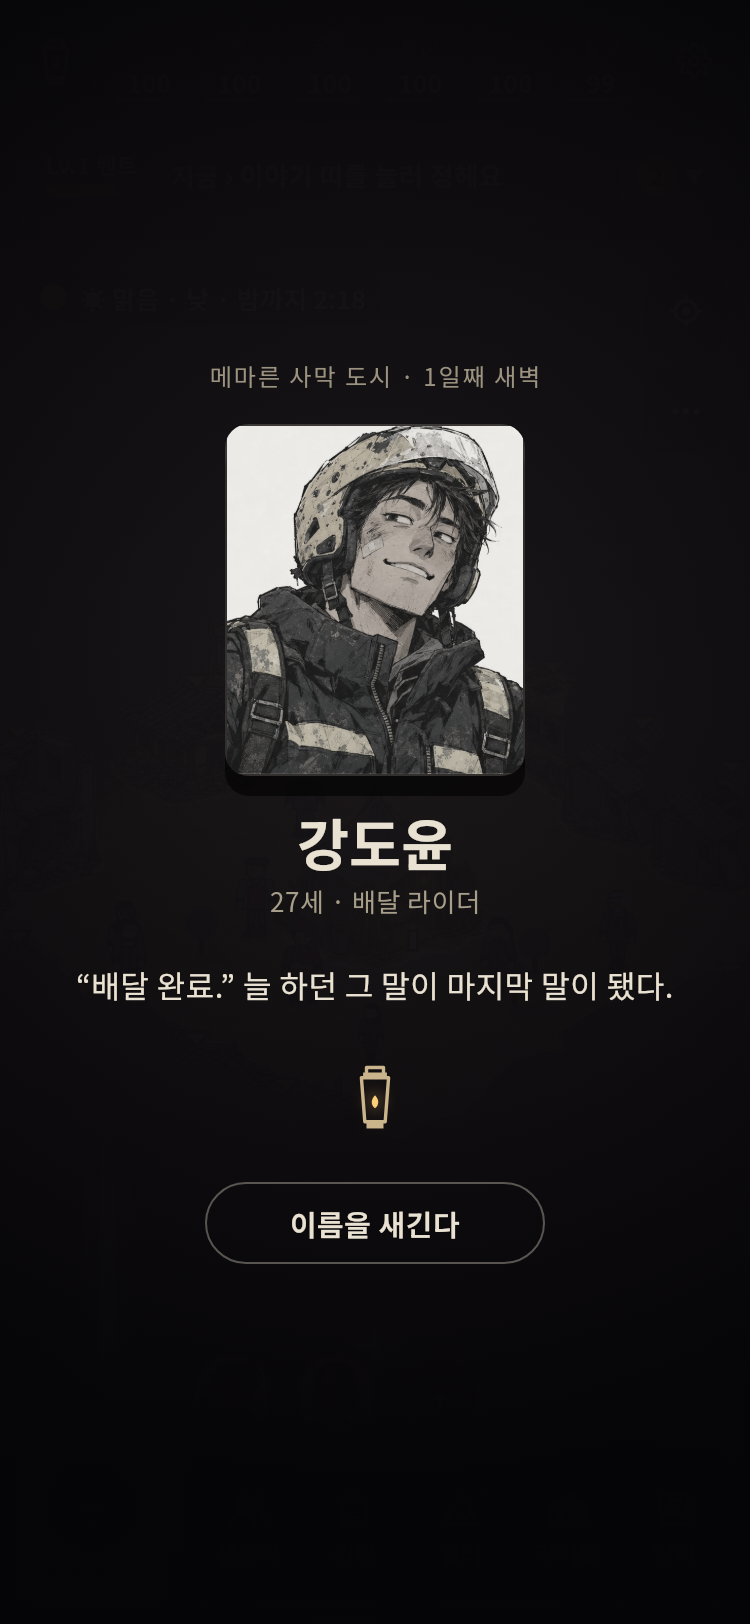 메마른 사막 도시 · 1일째 새벽
강도윤
27세 · 배달 라이더
“배달 완료.” 늘 하던 그 말이 마지막 말이 됐다.
이름을 새긴다